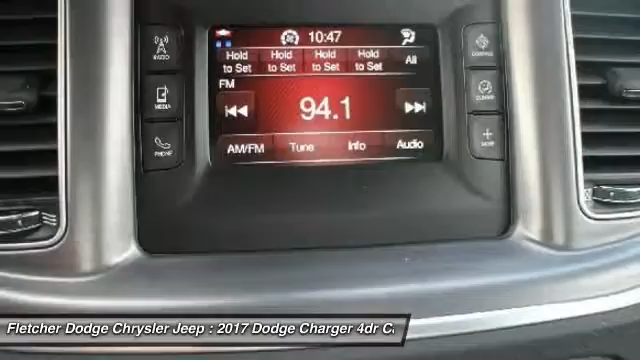 10:47
Hold Hold Hold Hold
to Set to Set to Set to Set All
FM
RADIO
COMPASS
94.1
MEDIA
CLIMATE
AM/FM Tune Info Audio
PHONE
MORE
Fletcher Dodge Chrysler Jeep : 2017 Dodge Charger 4dr C